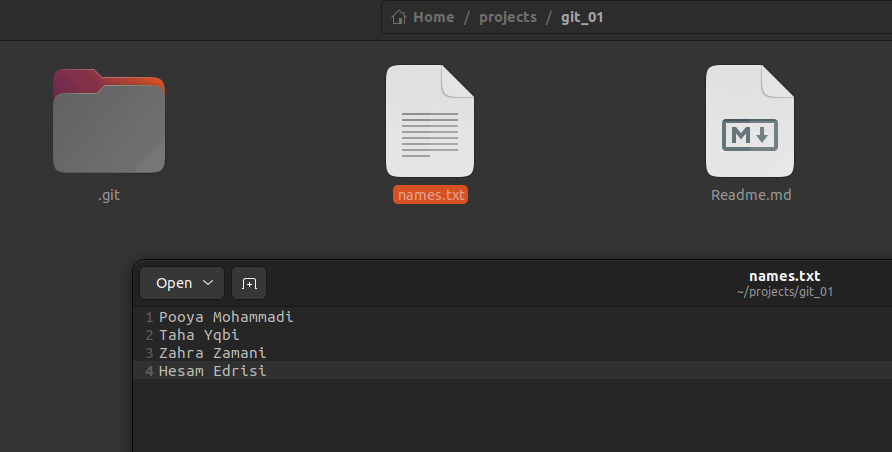 Home / projects / git_01
.git
names.txt
Readme.md
Open
names.txt
~/projects/git_01
1 Pooya Mohammadi
2 Taha Yqbi
3 Zahra Zamani
4 Hesam Edrisi